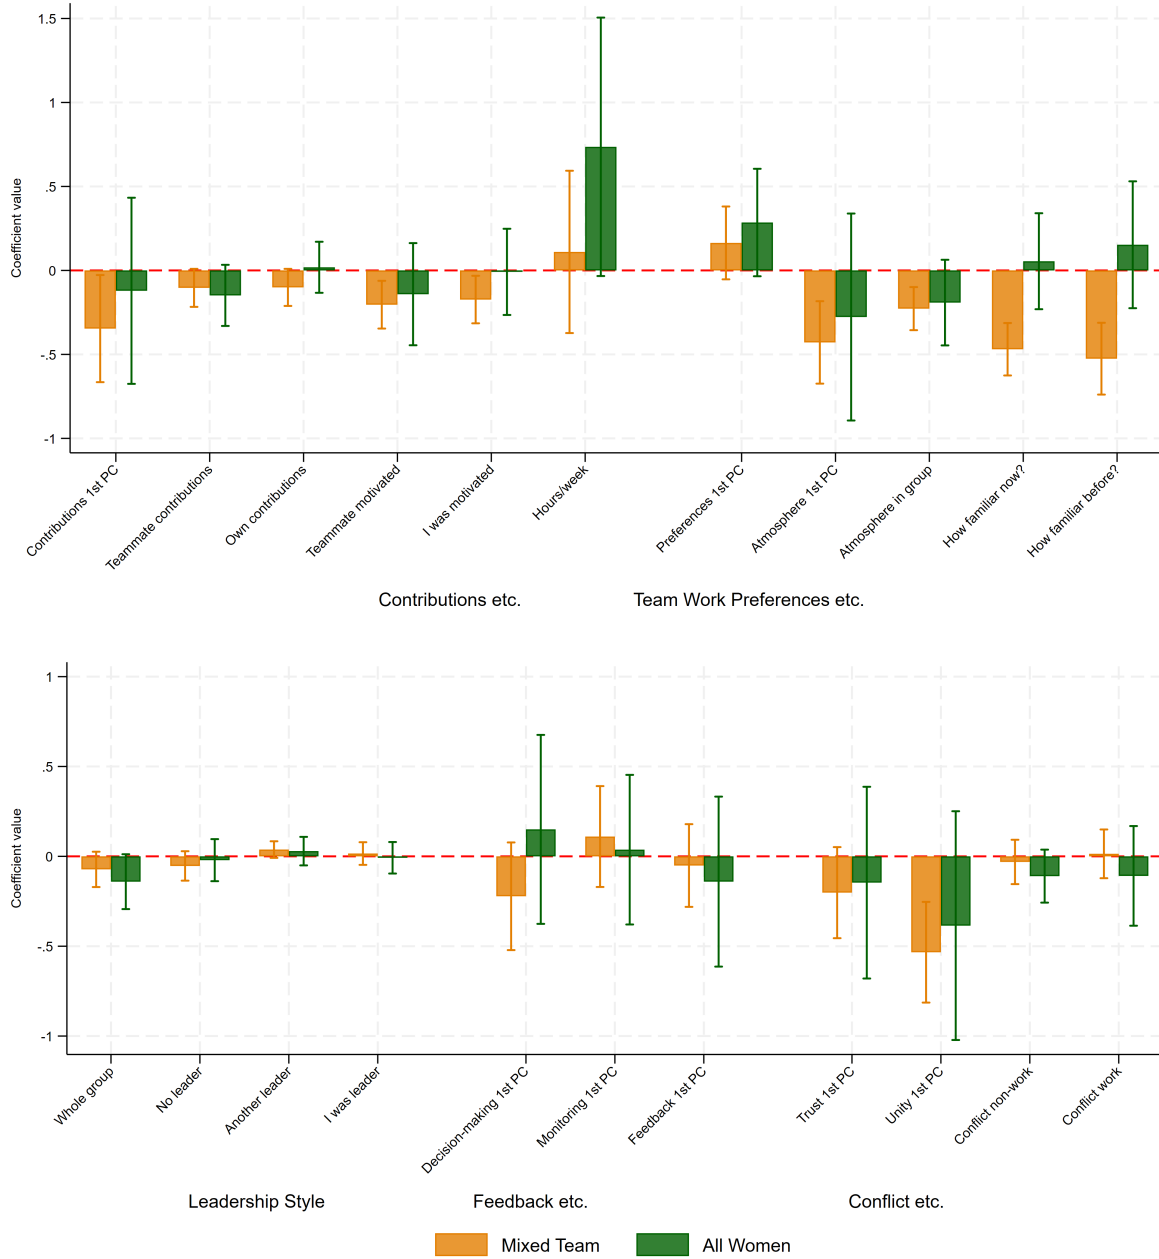 1.5
1
.5
0
-.5
-1
Coefficient value
Contributions 1st PC
Teammate contributions
Own contributions
Teammate motivated
I was motivated
Hours/week
Preferences 1st PC
Atmosphere 1st PC
Atmosphere in group
How familiar now?
How familiar before?
Contributions etc.
Team Work Preferences etc.
1
.5
0
-.5
-1
Coefficient value
Whole group
No leader
Another leader
I was leader
Decision-making 1st PC
Monitoring 1st PC
Feedback 1st PC
Trust 1st PC
Unity 1st PC
Conflict non-work
Conflict work
Leadership Style
Feedback etc.
Conflict etc.
Mixed Team
All Women